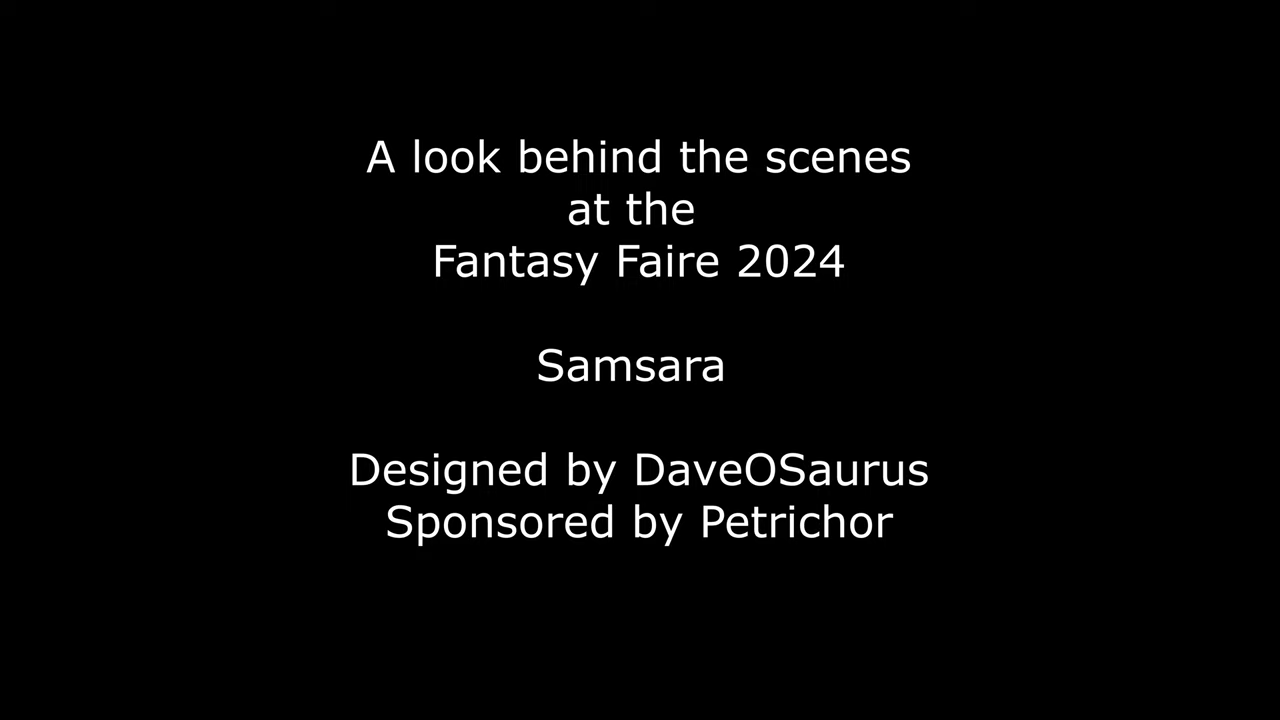 A look behind the scenes
at the
Fantasy Faire 2024
Samsara
Designed by DaveOSaurus
Sponsored by Petrichor